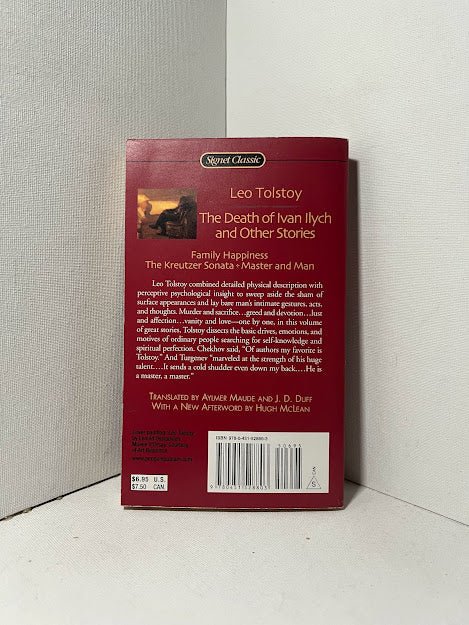 Signet Classic
Leo Tolstoy
The Death of Ivan Ilych
and Other Stories
Family Happiness
The Kreutzer Sonata • Master and Man
Leo Tolstoy combined detailed physical description with
perceptive psychological insight to sweep aside the sham of
surface appearances and lay bare man's intimate gestures, acts,
and thoughts. Murder and sacrifice...greed and devotion...lust
and affection...vanity and love—one by one, in this volume
of great stories, Tolstoy dissects the basic drives, emotions, and
motives of ordinary people searching for self-knowledge and
spiritual perfection. Chekhov said, "Of authors my favorite is
Tolstoy." And Turgenev "marveled at the strength of his huge
talent....It sends a cold shudder even down my back....He is
a master, a master."
Translated by Aylmer Maude and J. D. Duff
With a New Afterword by Hugh McLean
$6.95 U.S.
$7.50 CAN.
50695
S
CAN